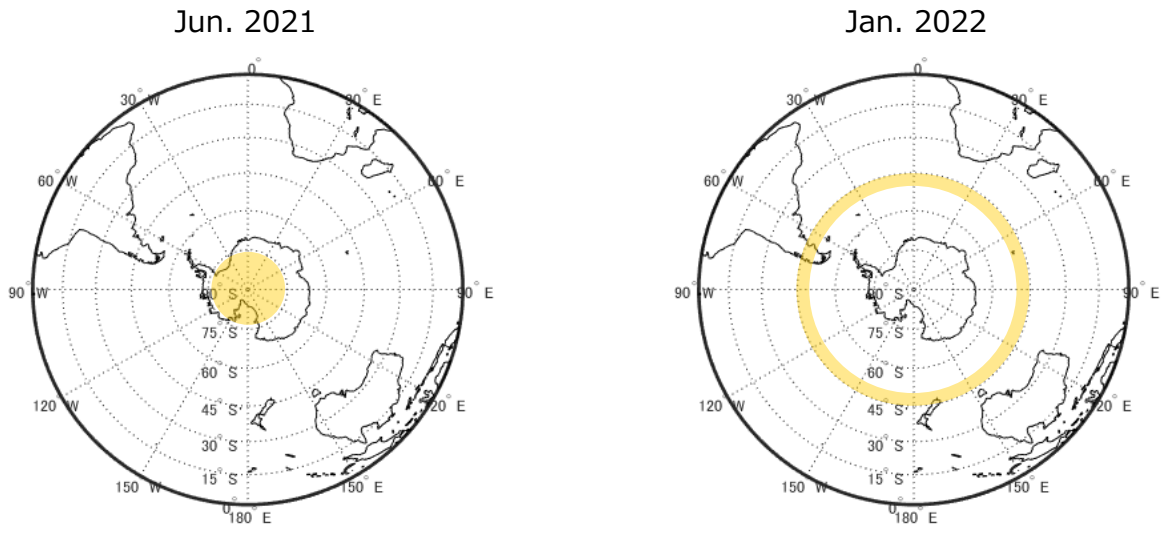 Jun. 2021
0°
30° W
30° E
60° W
60° E
90° W
90° E
90° S
75° S
60° S
45° S
30° S
15° S
0°
120° W
120° E
150° W
150° E
180° E
Jan. 2022
0°
30° W
30° E
60° W
60° E
90° W
90° E
90° S
75° S
60° S
45° S
30° S
15° S
0°
120° W
120° E
150° W
150° E
180° E